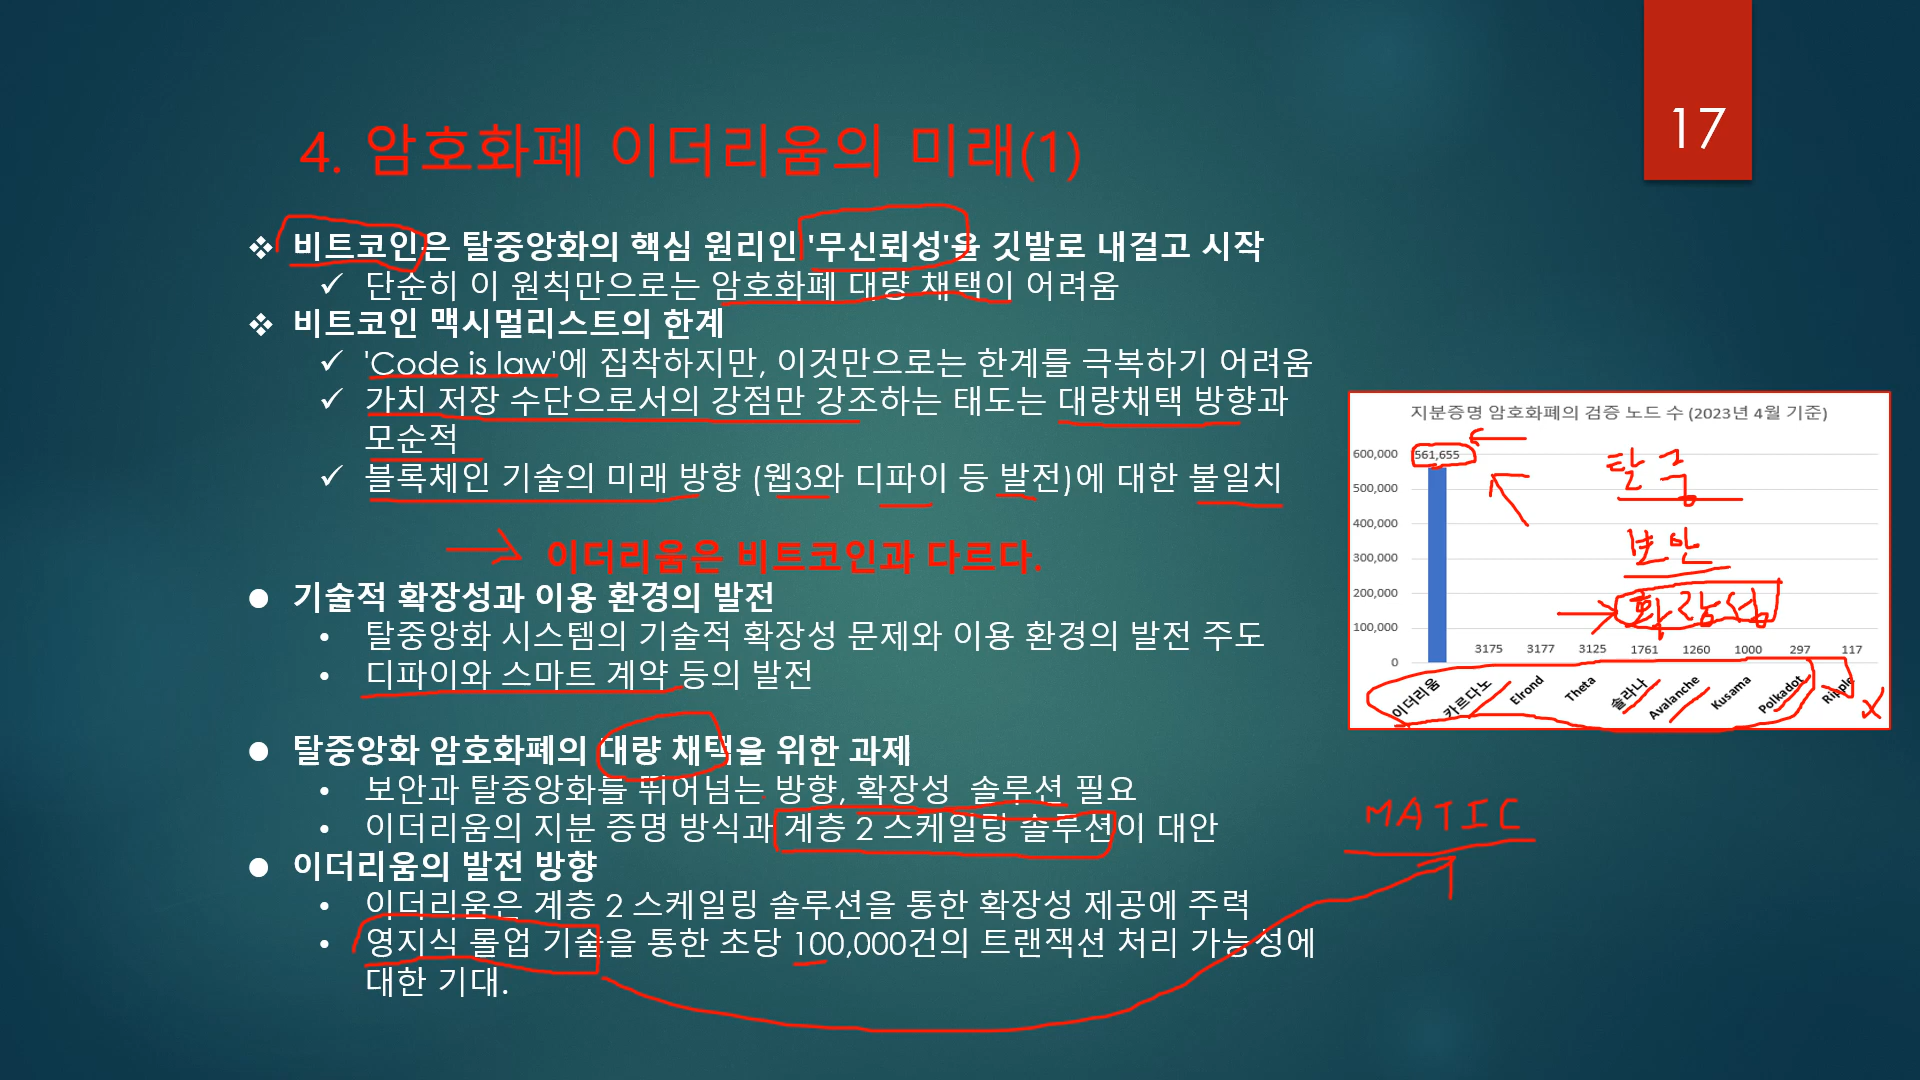 17
4. 암호화폐 이더리움의 미래(1)
❖ 비트코인은 탈중앙화의 핵심 원리인 '무신뢰성'을 깃발로 내걸고 시작
✓ 단순히 이 원칙만으로는 암호화폐 대량 채택이 어려움
❖ 비트코인 맥시멀리스트의 한계
✓ 'Code is law'에 집착하지만, 이것만으로는 한계를 극복하기 어려움
✓ 가치 저장 수단으로서의 강점만 강조하는 태도는 대량채택 방향과
모순적
✓ 블록체인 기술의 미래 방향 (웹3와 디파이 등 발전)에 대한 불일치
이더리움은 비트코인과 다르다.
● 기술적 확장성과 이용 환경의 발전
• 탈중앙화 시스템의 기술적 확장성 문제와 이용 환경의 발전 주도
• 디파이와 스마트 계약 등의 발전
● 탈중앙화 암호화폐의 대량 채택을 위한 과제
• 보안과 탈중앙화를 뛰어넘는 방향, 확장성 솔루션 필요
• 이더리움의 지분 증명 방식과 계층 2 스케일링 솔루션이 대안
● 이더리움의 발전 방향
• 이더리움은 계층 2 스케일링 솔루션을 통한 확장성 제공에 주력
• 영지식 롤업 기술을 통한 초당 100,000건의 트랜잭션 처리 가능성에
대한 기대.
지분증명 암호화폐의 검증 노드 수 (2023년 4월 기준)
600,000
500,000
400,000
300,000
200,000
100,000
0
561,655
3175
3177
3125
1761
1260
1000
297
117
이더리움
카르다노
Elrond
Theta
솔라나
Avalanche
Kusama
Polkadot
Ripple
보안
확장성
X
MATIC